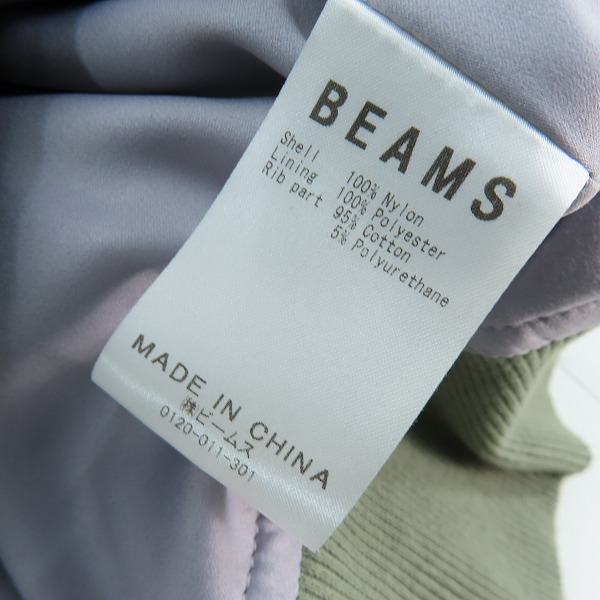 BEAMS
Shell 100% Nylon
Lining 100% Polyester
Rib part 95% Cotton
5% Polyurethane
MADE IN CHINA
㈱ビームス
0120-011-301